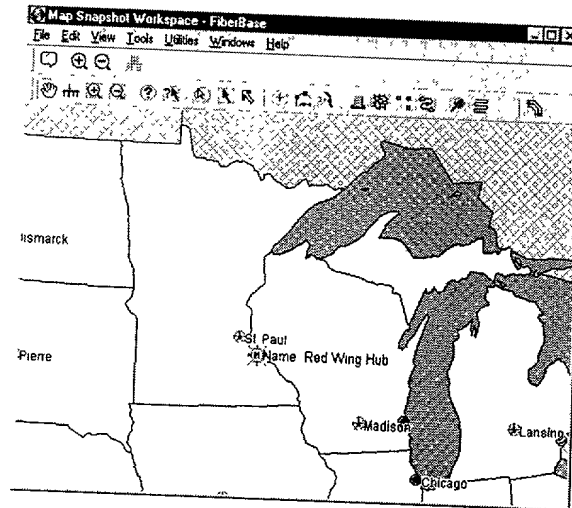 Map Snapshot Workspace - FiberBase
File Edit View Tools Utilities Windows Help
ismarck
St Paul
Pierre
Name Red Wing Hub
Madison
Lansing
Chicago